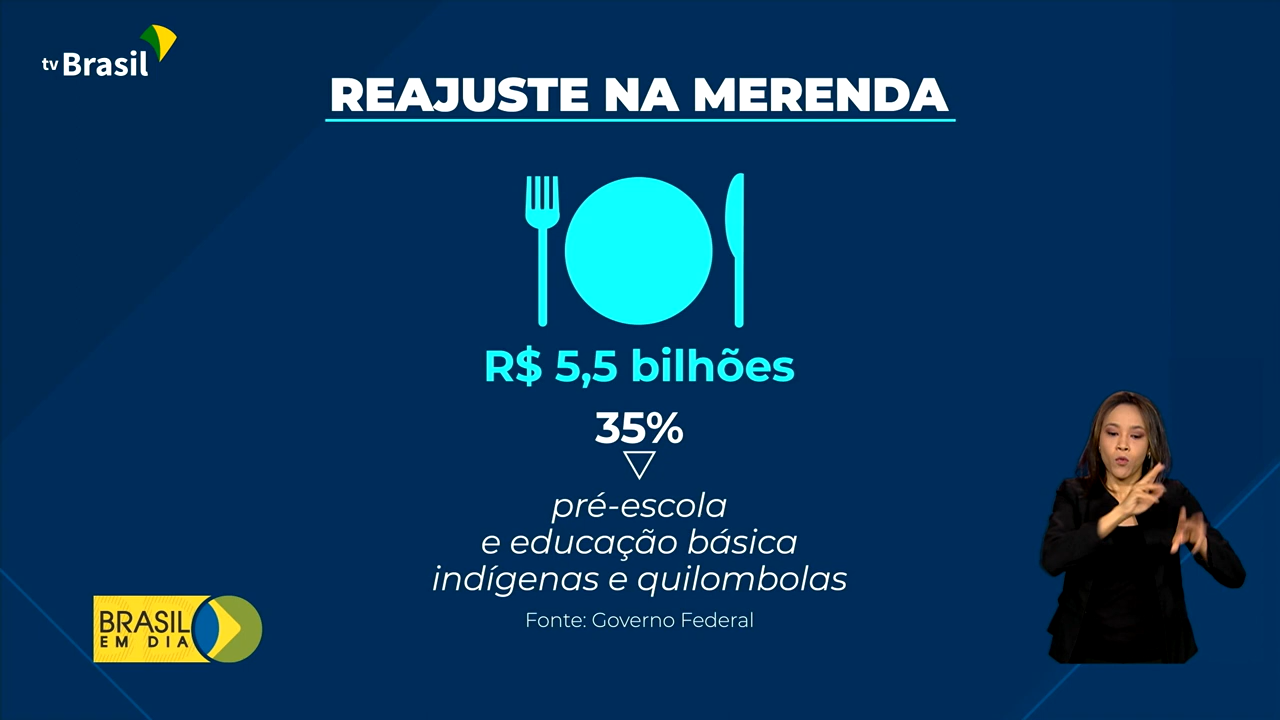 tv Brasil
REAJUSTE NA MERENDA
R$ 5,5 bilhões
35%
pré-escola
e educação básica
indígenas e quilombolas
Fonte: Governo Federal
BRASIL
EM DIA